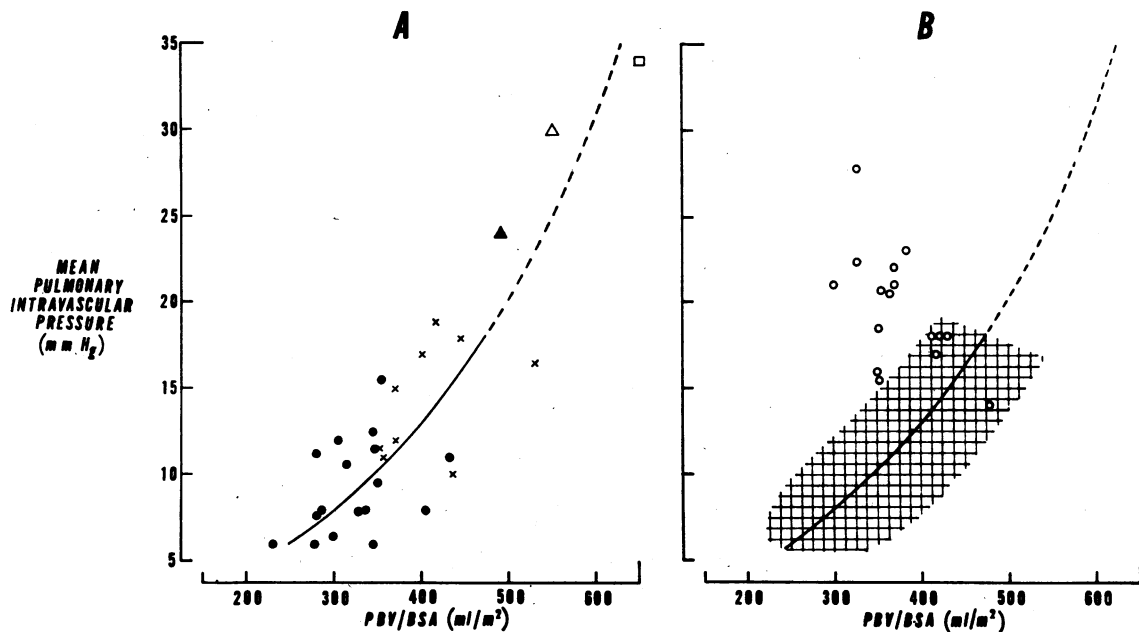 A
B
35
30
25
20
15
10
5
MEAN
PULMONARY
INTRAVASCULAR
PRESSURE
(mm Hg)
200 300 400 500 600
PBV/BSA (ml/m²)
200 300 400 500 600
PBV/BSA (ml/m²)